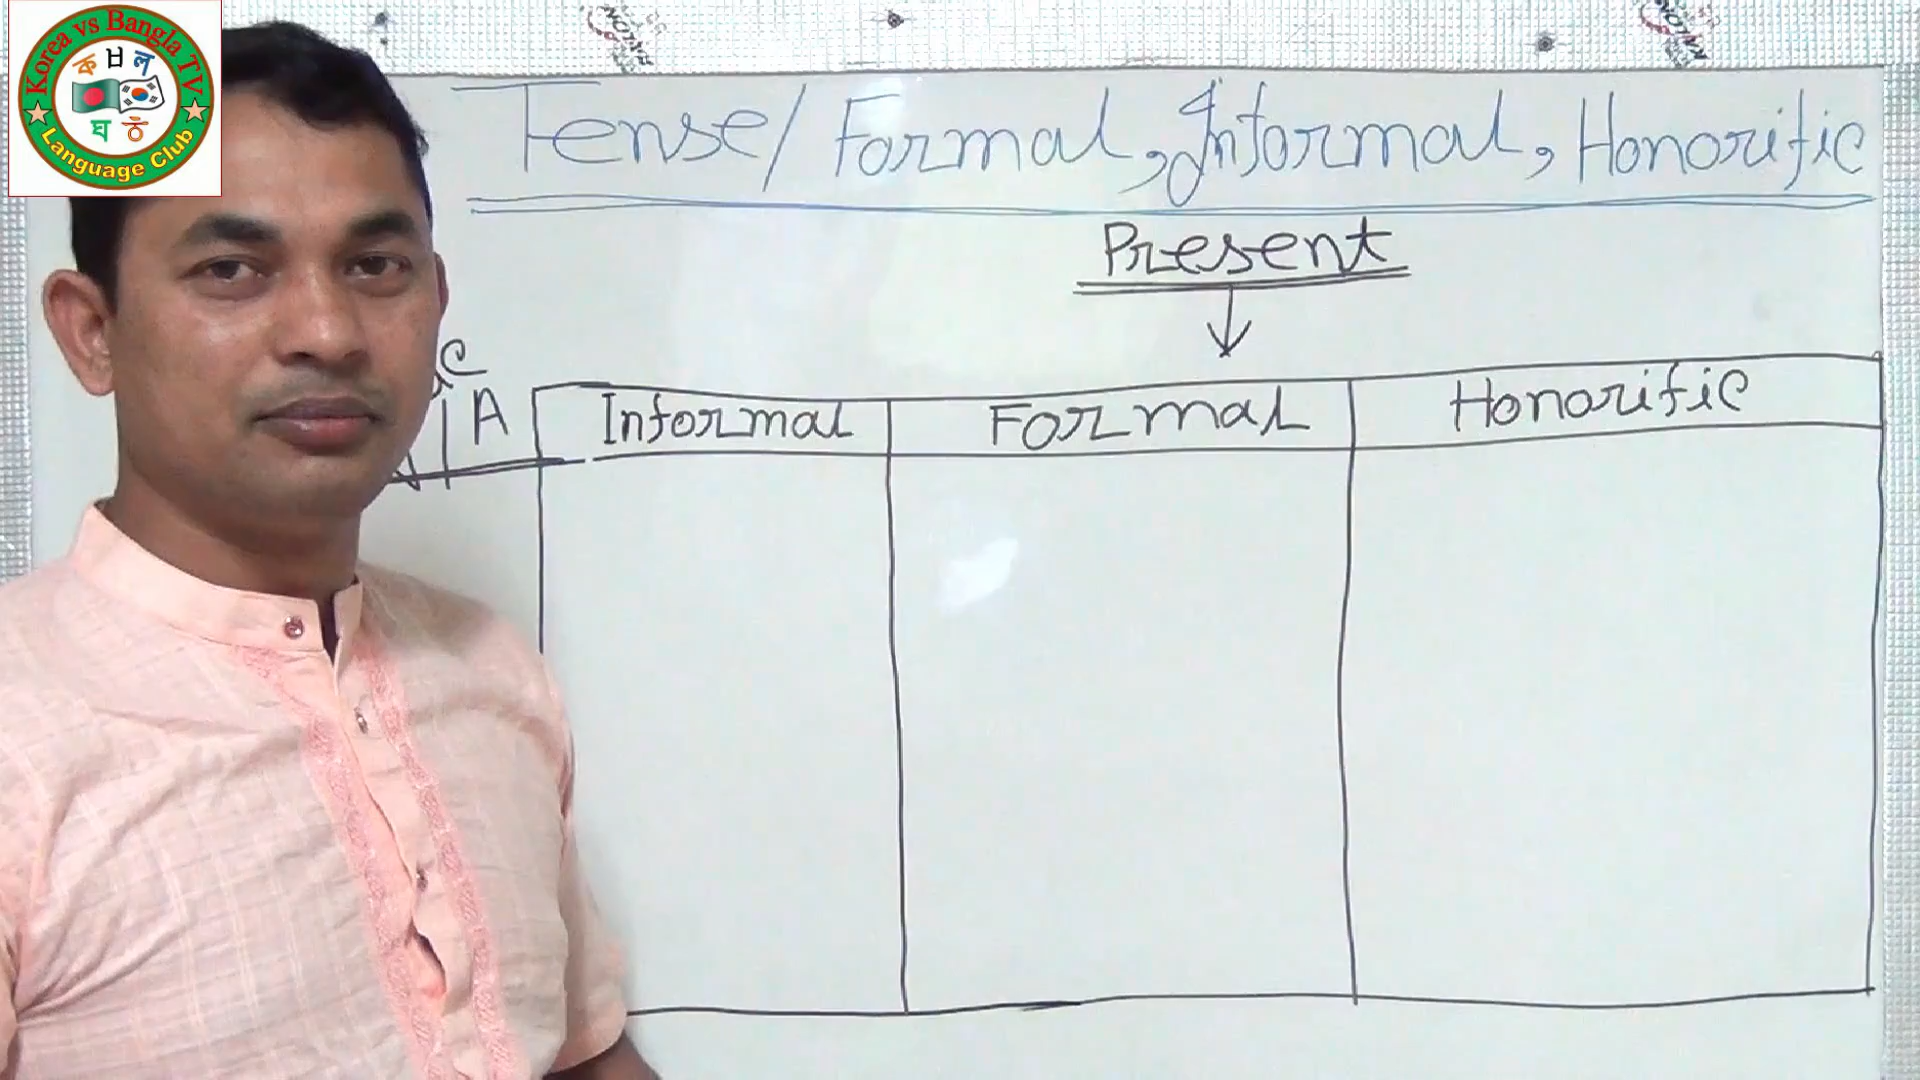 Korea vs Bangla TV
ক ㅂ ल
ঘ ঠ
Language Club
Tense/Formal, Informal, Honorific
Present
A Informal Formal Honorific